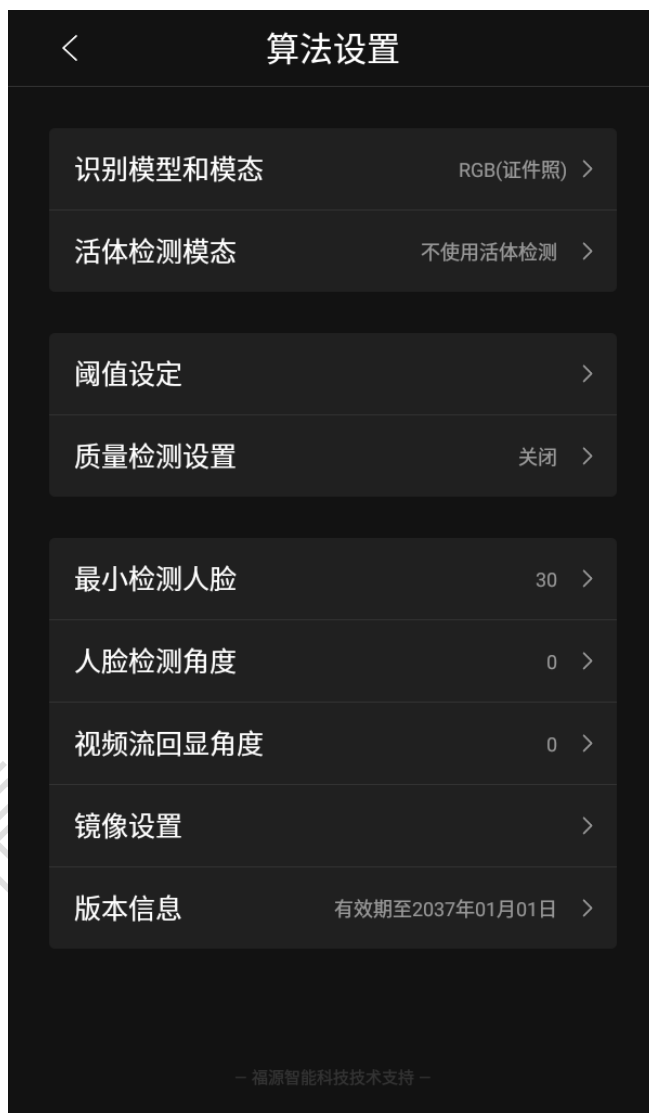 算法设置
识别模型和模态 RGB(证件照)
活体检测模态 不使用活体检测
阈值设定
质量检测设置 关闭
最小检测人脸 30
人脸检测角度 0
视频流回显角度 0
镜像设置
版本信息 有效期至2037年01月01日
– 福源智能科技技术支持 –